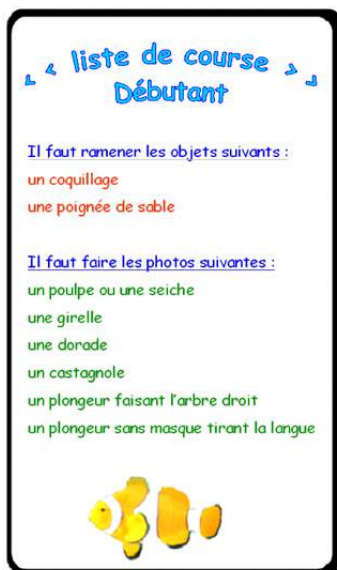 ‹ ‹ liste de course › ›
Débutant
Il faut ramener les objets suivants :
un coquillage
une poignée de sable
Il faut faire les photos suivantes :
un poulpe ou une seiche
une girelle
une dorade
un castagnole
un plongeur faisant l'arbre droit
un plongeur sans masque tirant la langue